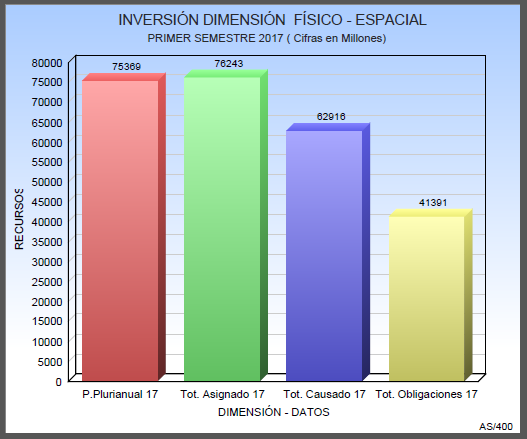 INVERSIÓN DIMENSIÓN  FÍSICO - ESPACIAL
PRIMER SEMESTRE 2017 ( Cifras en Millones)
80000
75000
70000
65000
60000
55000
50000
45000
40000
35000
30000
25000
20000
15000
10000
5000
0
RECURSOS
75369
76243
62916
41391
P.Plurianual 17
Tot. Asignado 17
Tot. Causado 17
Tot. Obligaciones 17
DIMENSIÓN - DATOS
AS/400